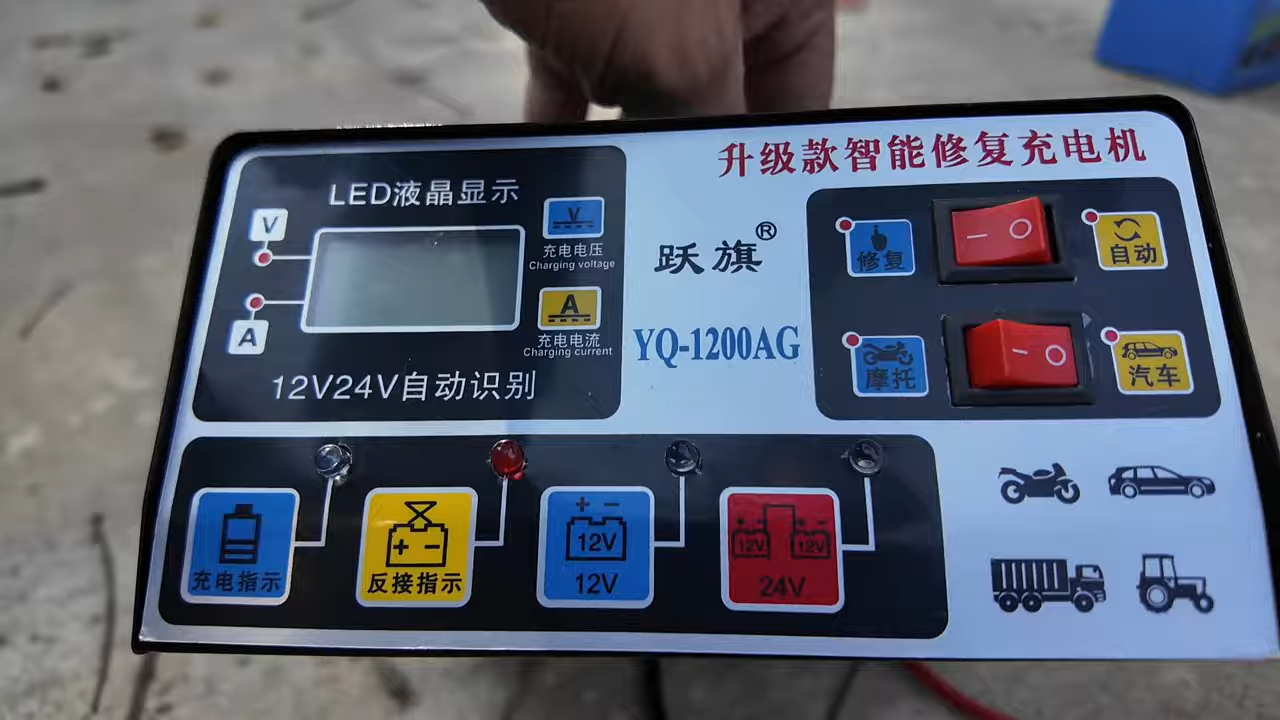 升级款智能修复充电机
LED液晶显示
V
A
V
充电电压
Charging voltage
A
充电电流
Charging current
12V24V自动识别
跃旗®
YQ-1200AG
修复
自动
摩托
汽车
充电指示
反接指示
12V
12V
12V 12V
24V